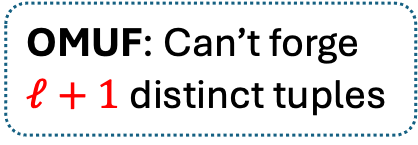 OMUF: Can’t forge
ℓ + 1 distinct tuples